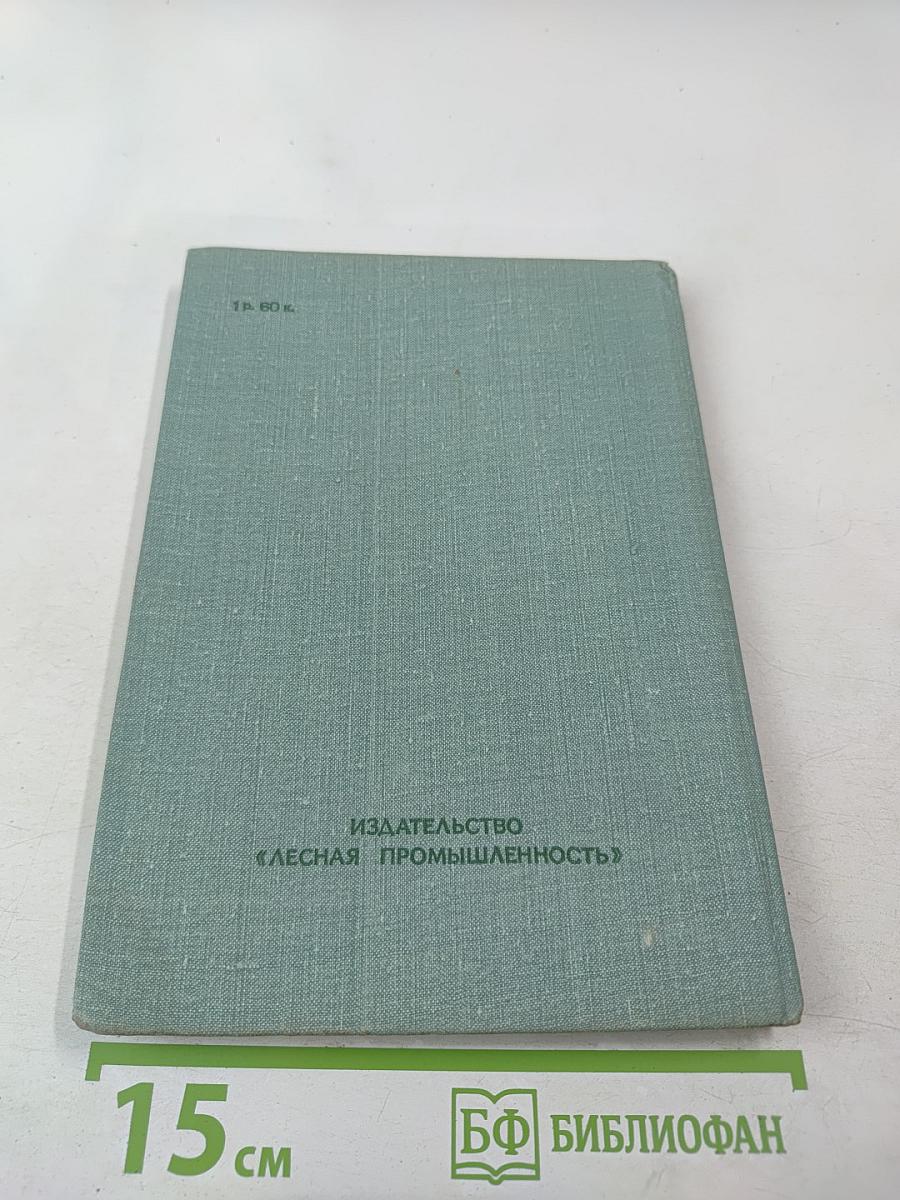 1 р. 60 к.
ИЗДАТЕЛЬСТВО
«ЛЕСНАЯ ПРОМЫШЛЕННОСТЬ»
15 см
БФ БИБЛИОФАН